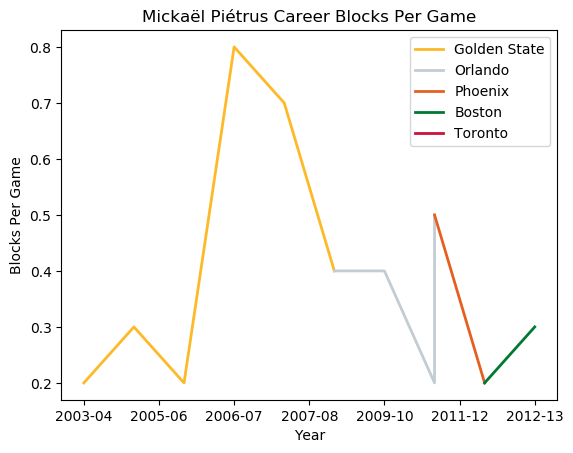 Mickaël Piétrus Career Blocks Per Game
Golden State
Orlando
Phoenix
Boston
Toronto
Blocks Per Game
0.8
0.7
0.6
0.5
0.4
0.3
0.2
2003-04 2005-06 2006-07 2007-08 2009-10 2011-12 2012-13
Year